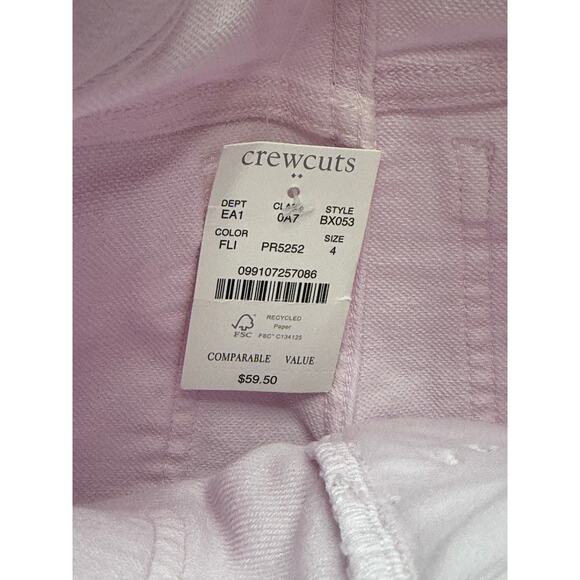 crewcuts
DEPT CLASS STYLE
EA1 0A7 BX053
COLOR SIZE
FLI PR5252 4
099107257086
RECYCLED
Paper
FSC FSC™ C134125
COMPARABLE VALUE
$59.50